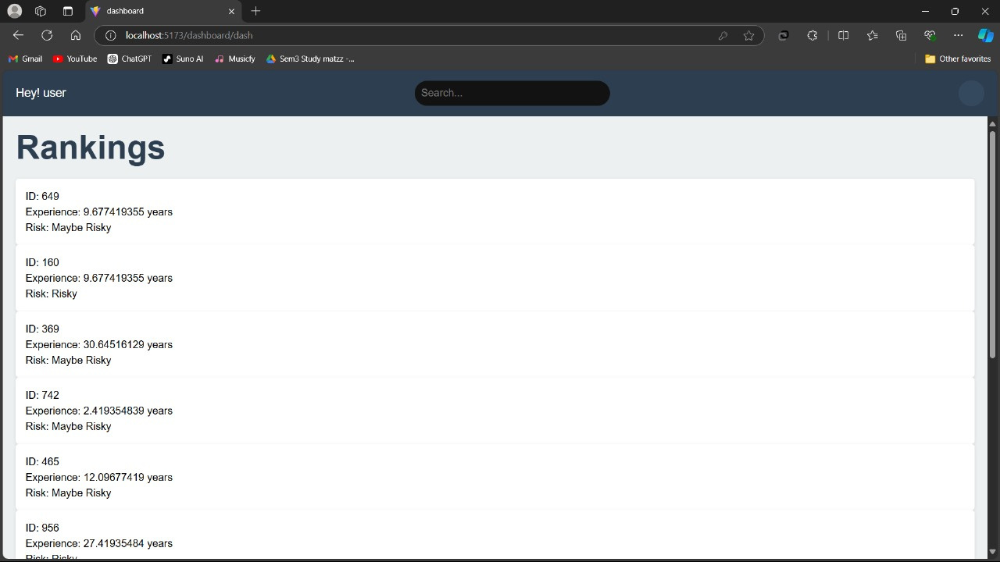 dashboard
localhost:5173/dashboard/dash
Gmail YouTube ChatGPT Suno AI Musicfy Sem3 Study matzz -... Other favorites
Hey! user Search...
Rankings
ID: 649
Experience: 9.677419355 years
Risk: Maybe Risky
ID: 160
Experience: 9.677419355 years
Risk: Risky
ID: 369
Experience: 30.64516129 years
Risk: Maybe Risky
ID: 742
Experience: 2.419354839 years
Risk: Maybe Risky
ID: 465
Experience: 12.09677419 years
Risk: Maybe Risky
ID: 956
Experience: 27.41935484 years
Risk: Risky